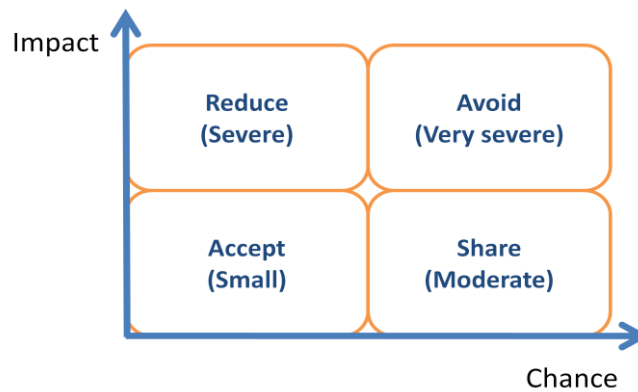 Impact
Reduce
(Severe)
Avoid
(Very severe)
Accept
(Small)
Share
(Moderate)
Chance